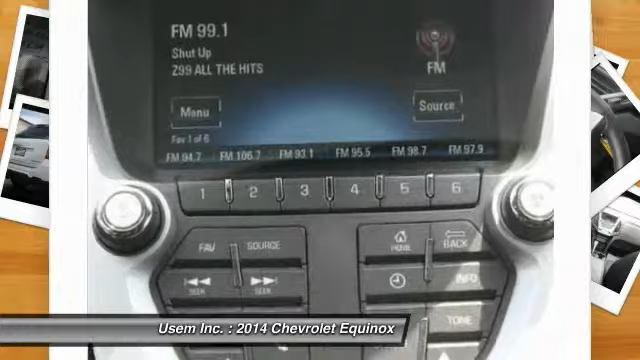 FM 99.1
Shut Up
Z99 ALL THE HITS
FM
Menu
Source
Fav 1 of 6
FM 94.7 FM 106.7 FM 93.1 FM 95.5 FM 98.7 FM 97.9
1 2 3 4 5 6
FAV SOURCE
HOME BACK
SEEK SEEK
INFO
TONE
Usem Inc. : 2014 Chevrolet Equinox